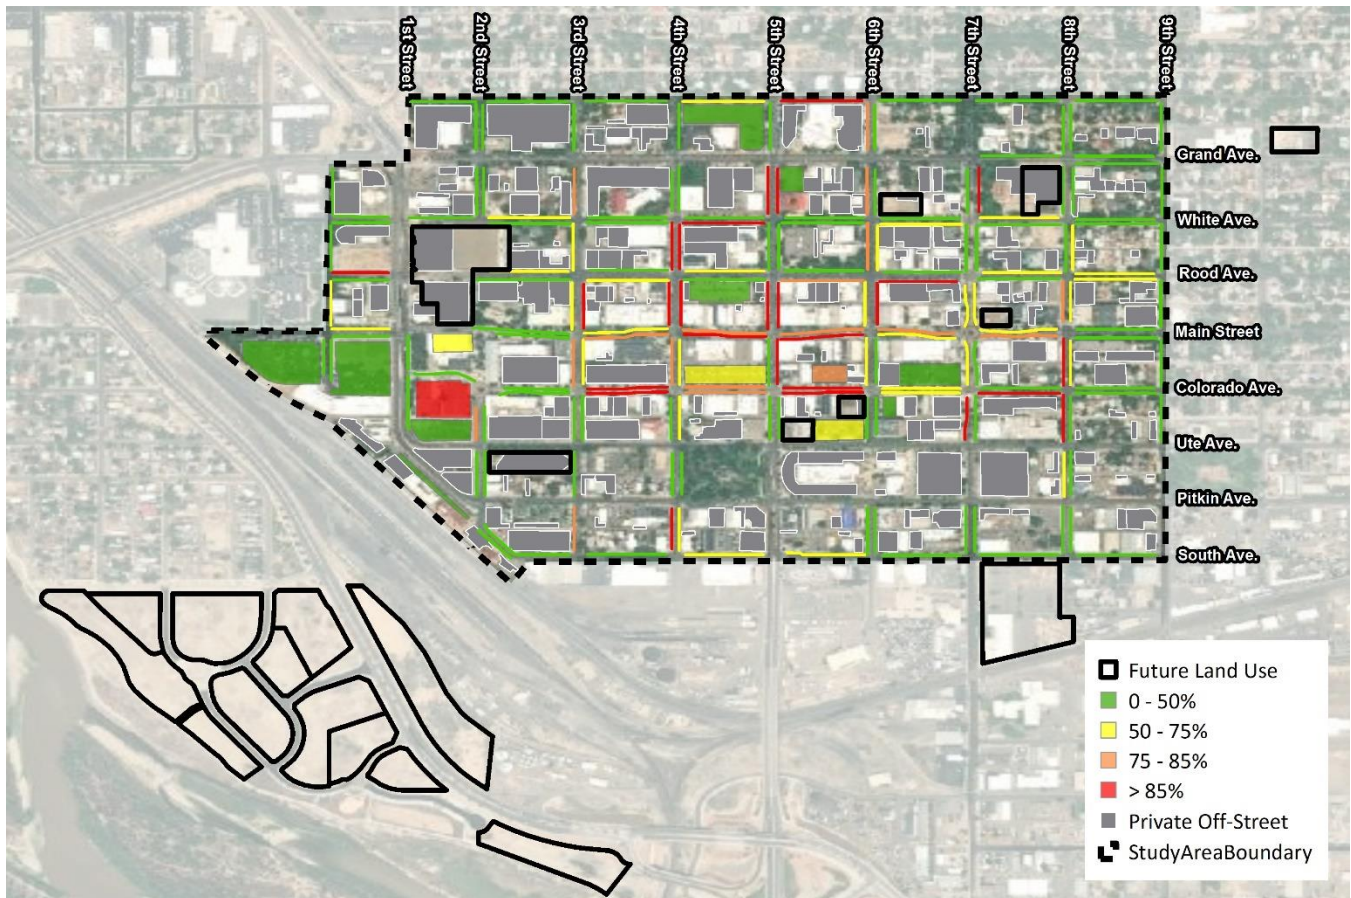 1st Street
2nd Street
3rd Street
4th Street
5th Street
6th Street
7th Street
8th Street
9th Street
Grand Ave.
White Ave.
Rood Ave.
Main Street
Colorado Ave.
Ute Ave.
Pitkin Ave.
South Ave.
Future Land Use
0 - 50%
50 - 75%
75 - 85%
> 85%
Private Off-Street
StudyAreaBoundary